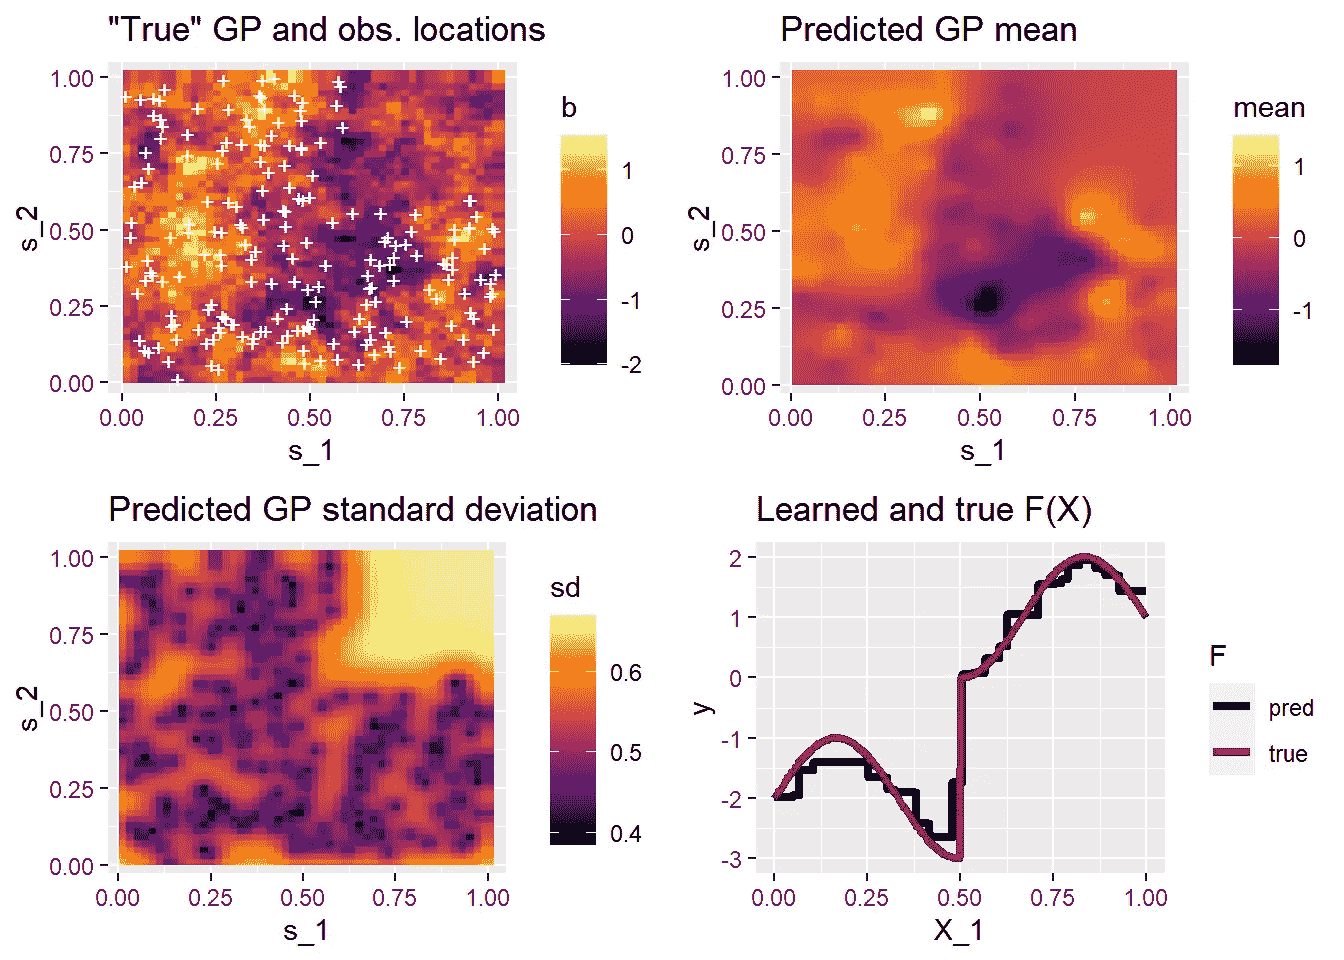 "True" GP and obs. locations
1.00
0.75
0.50
0.25
0.00
s_2
0.00 0.25 0.50 0.75 1.00
s_1
b
1
0
-1
-2
Predicted GP mean
1.00
0.75
0.50
0.25
0.00
s_2
0.00 0.25 0.50 0.75 1.00
s_1
mean
1
0
-1
Predicted GP standard deviation
1.00
0.75
0.50
0.25
0.00
s_2
0.00 0.25 0.50 0.75 1.00
s_1
sd
0.6
0.5
0.4
Learned and true F(X)
2
1
0
-1
-2
-3
y
0.00 0.25 0.50 0.75 1.00
X_1
F
pred
true